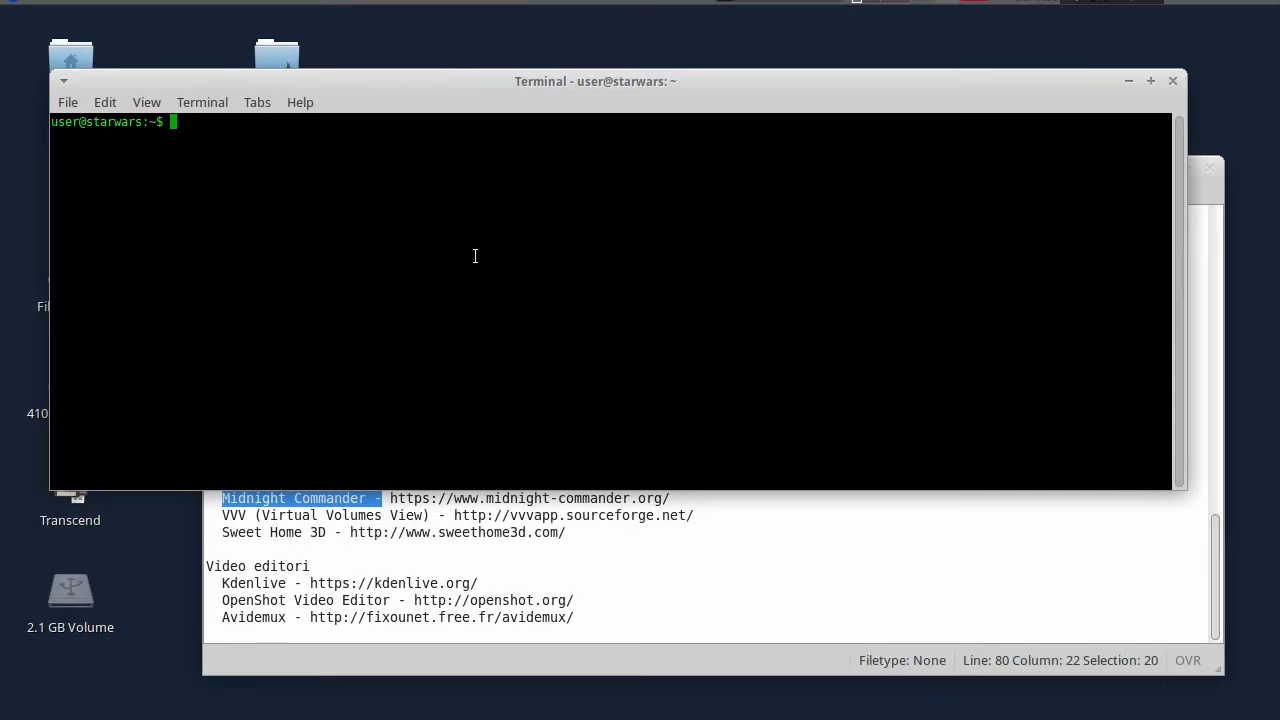 Terminal - user@starwars: ~
File Edit View Terminal Tabs Help
user@starwars:~$
Midnight Commander - https://www.midnight-commander.org/
VVV (Virtual Volumes View) - http://vvvapp.sourceforge.net/
Sweet Home 3D - http://www.sweethome3d.com/
Video editori
Kdenlive - https://kdenlive.org/
OpenShot Video Editor - http://openshot.org/
Avidemux - http://fixounet.free.fr/avidemux/
Filetype: None Line: 80 Column: 22 Selection: 20 OVR
Fil
410
Transcend
2.1 GB Volume